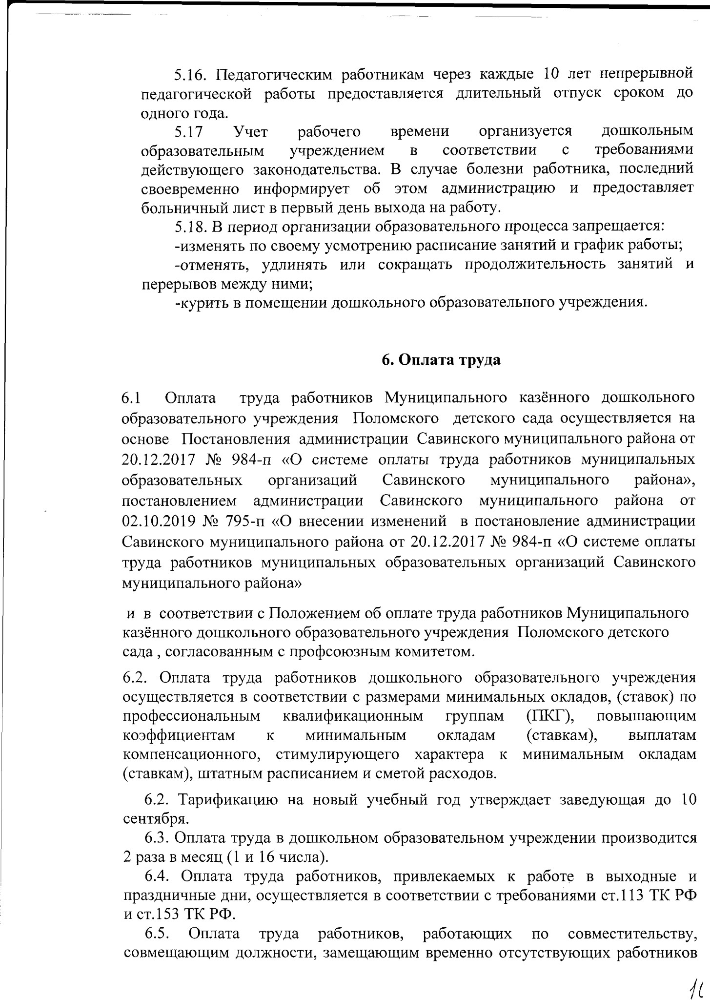 5.16. Педагогическим работникам через каждые 10 лет непрерывной
педагогической работы предоставляется длительный отпуск сроком до
одного года.
5.17 Учет рабочего времени организуется дошкольным
образовательным учреждением в соответствии с требованиями
действующего законодательства. В случае болезни работника, последний
своевременно информирует об этом администрацию и предоставляет
больничный лист в первый день выхода на работу.
5.18. В период организации образовательного процесса запрещается:
-изменять по своему усмотрению расписание занятий и график работы;
-отменять, удлинять или сокращать продолжительность занятий и
перерывов между ними;
-курить в помещении дошкольного образовательного учреждения.
6. Оплата труда
6.1 Оплата труда работников Муниципального казённого дошкольного
образовательного учреждения Поломского детского сада осуществляется на
основе Постановления администрации Савинского муниципального района от
20.12.2017 № 984-п «О системе оплаты труда работников муниципальных
образовательных организаций Савинского муниципального района»,
постановлением администрации Савинского муниципального района от
02.10.2019 № 795-п «О внесении изменений в постановление администрации
Савинского муниципального района от 20.12.2017 № 984-п «О системе оплаты
труда работников муниципальных образовательных организаций Савинского
муниципального района»
и в соответствии с Положением об оплате труда работников Муниципального
казённого дошкольного образовательного учреждения Поломского детского
сада , согласованным с профсоюзным комитетом.
6.2. Оплата труда работников дошкольного образовательного учреждения
осуществляется в соответствии с размерами минимальных окладов, (ставок) по
профессиональным квалификационным группам (ПКГ), повышающим
коэффициентам к минимальным окладам (ставкам), выплатам
компенсационного, стимулирующего характера к минимальным окладам
(ставкам), штатным расписанием и сметой расходов.
6.2. Тарификацию на новый учебный год утверждает заведующая до 10
сентября.
6.3. Оплата труда в дошкольном образовательном учреждении производится
2 раза в месяц (1 и 16 числа).
6.4. Оплата труда работников, привлекаемых к работе в выходные и
праздничные дни, осуществляется в соответствии с требованиями ст.113 ТК РФ
и ст.153 ТК РФ.
6.5. Оплата труда работников, работающих по совместительству,
совмещающим должности, замещающим временно отсутствующих работников